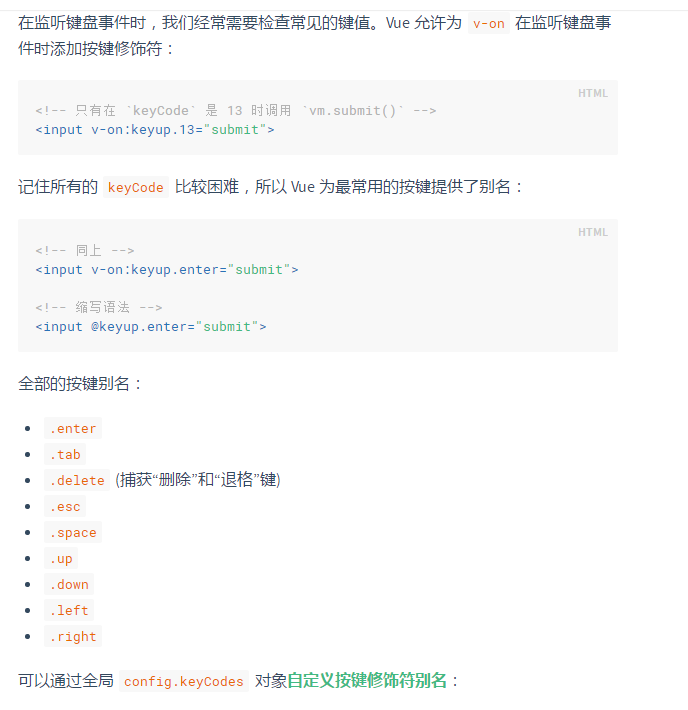 在监听键盘事件时，我们经常需要检查常见的键值。Vue 允许为 v-on 在监听键盘事
件时添加按键修饰符：
HTML
<!-- 只有在 `keyCode` 是 13 时调用 `vm.submit()` -->
<input v-on:keyup.13="submit">
记住所有的 keyCode 比较困难，所以 Vue 为最常用的按键提供了别名：
HTML
<!-- 同上 -->
<input v-on:keyup.enter="submit">
<!-- 缩写语法 -->
<input @keyup.enter="submit">
全部的按键别名：
.enter
.tab
.delete (捕获“删除”和“退格”键)
.esc
.space
.up
.down
.left
.right
可以通过全局 config.keyCodes 对象自定义按键修饰符别名：